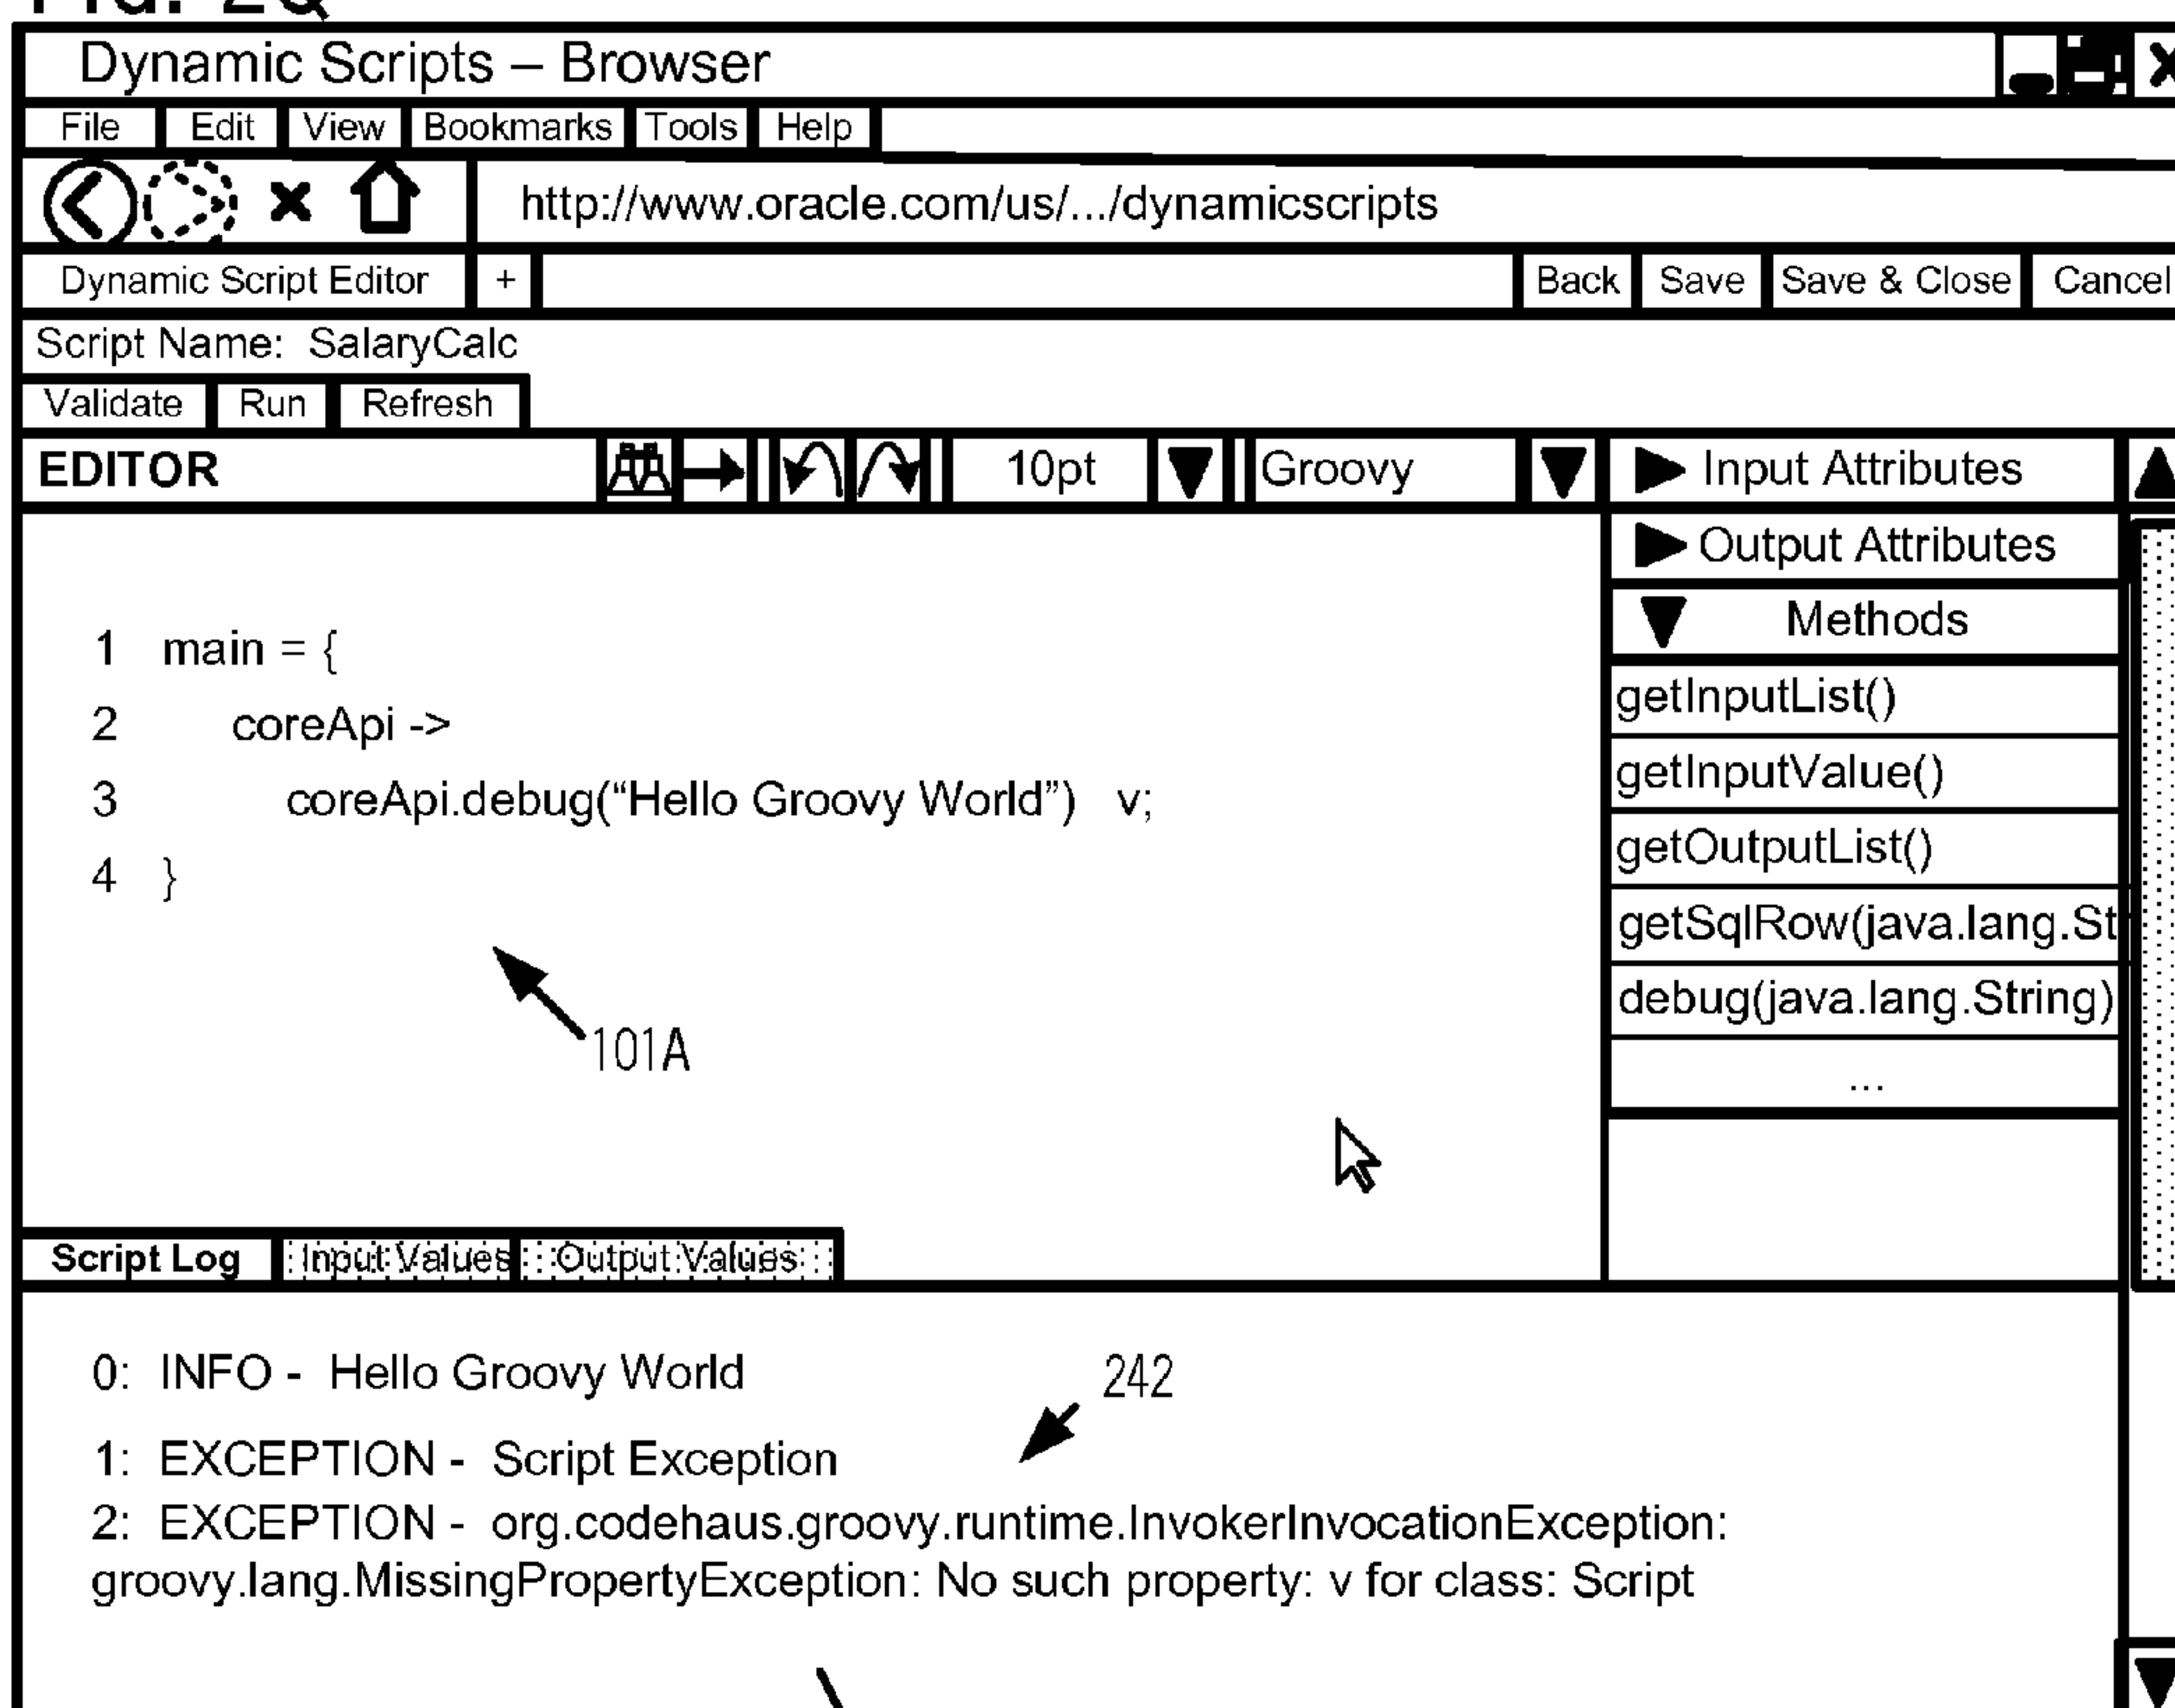 FIG. 2Q
Dynamic Scripts – Browser
File Edit View Bookmarks Tools Help
http://www.oracle.com/us/.../dynamicscripts
Dynamic Script Editor + Back Save Save & Close Cancel
Script Name: SalaryCalc
Validate Run Refresh
EDITOR 10pt Groovy Input Attributes
Output Attributes
Methods
1 main = {
2 coreApi ->
3 coreApi.debug(“Hello Groovy World”) v;
4 }
getInputList()
getInputValue()
getOutputList()
getSqlRow(java.lang.St
debug(java.lang.String)
...
101A
Script Log Input Values Output Values
0: INFO - Hello Groovy World
242
1: EXCEPTION - Script Exception
2: EXCEPTION - org.codehaus.groovy.runtime.InvokerInvocationException:
groovy.lang.MissingPropertyException: No such property: v for class: Script